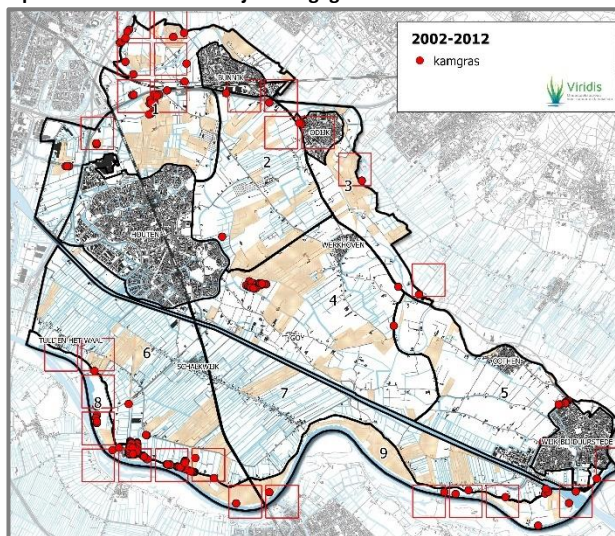 2002-2012
kamgras
Viridis
BUNNIK
1
ODIJK
2
3
HOUTEN
WERKHOVEN
4
TULL EN HET WAAL
6
GOY
SCHALKWIJK
COTHEN
7
5
8
9
WIJK BIJ DUURSTEDE